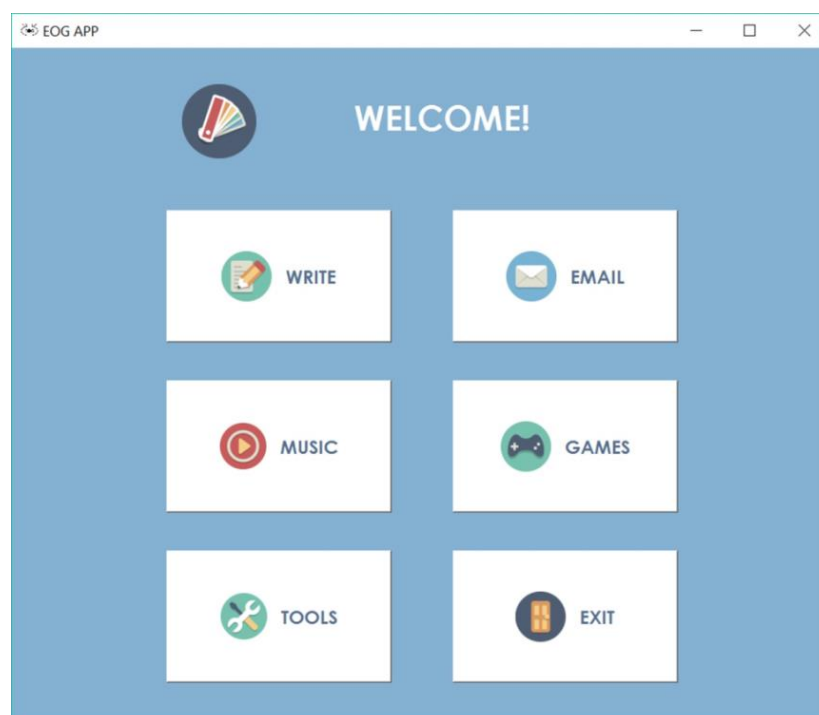 EOG APP
WELCOME!
WRITE
EMAIL
MUSIC
GAMES
TOOLS
EXIT